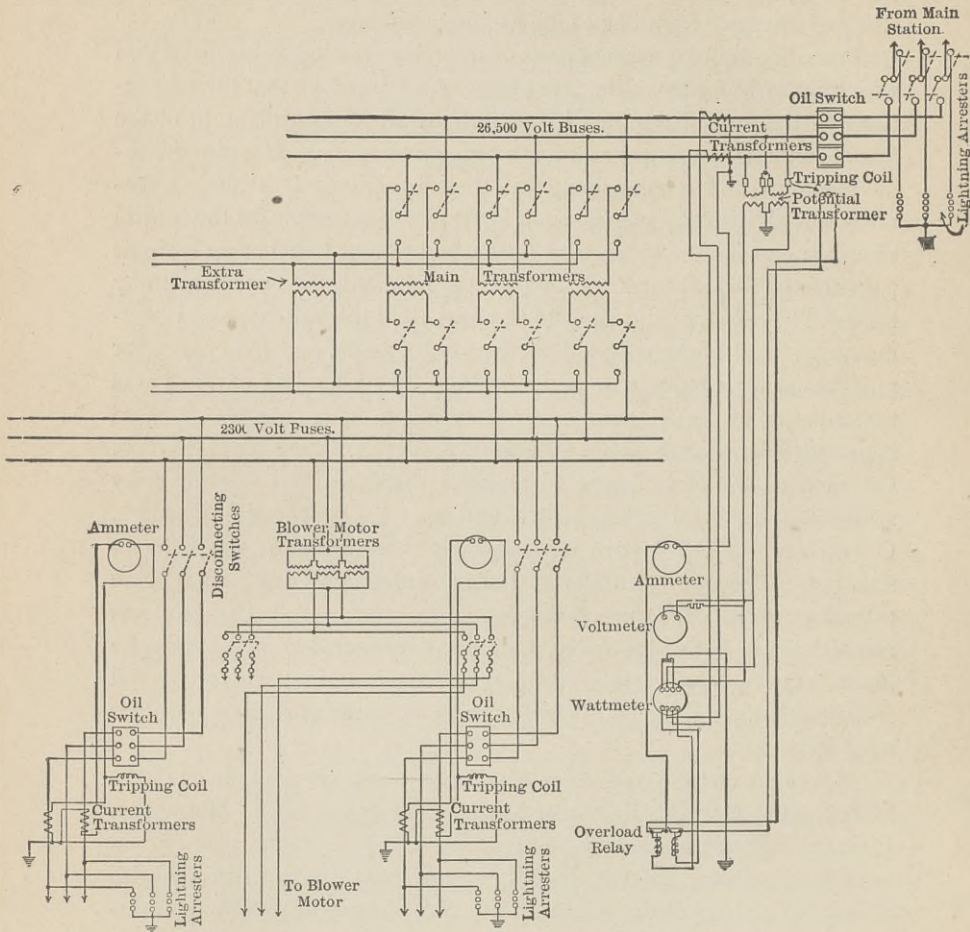 From Main
Station
Oil Switch
Lightning Arresters
26,500 Volt Buses.
Current
Transformers
Tripping Coil
Potential
Transformer
Extra
Transformer
Main Transformers
230( Volt Buses.
Ammeter
Disconnecting
Switches
Blower Motor
Transformers
Ammeter
Voltmeter
Wattmeter
Oil
Switch
Oil
Switch
Tripping Coil
Tripping Coil
Current
Transformers
Current
Transformers
Overload
Relay
Lightning
Arresters
To Blower
Motor
Lightning
Arresters